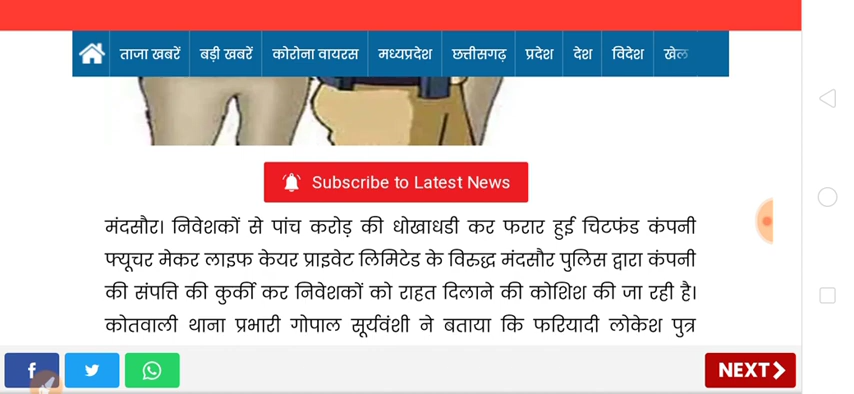 ताजा खबरें बड़ी खबरें कोरोना वायरस मध्यप्रदेश छत्तीसगढ़ प्रदेश देश विदेश खेल
Subscribe to Latest News
मंदसौर। निवेशकों से पांच करोड़ की धोखाधडी कर फरार हुई चिटफंड कंपनी
फ्यूचर मेकर लाइफ केयर प्राइवेट लिमिटेड के विरुद्ध मंदसौर पुलिस द्वारा कंपनी
की संपत्ति की कुर्की कर निवेशकों को राहत दिलाने की कोशिश की जा रही है।
कोतवाली थाना प्रभारी गोपाल सूर्यवंशी ने बताया कि फरियादी लोकेश पुत्र
f NEXT